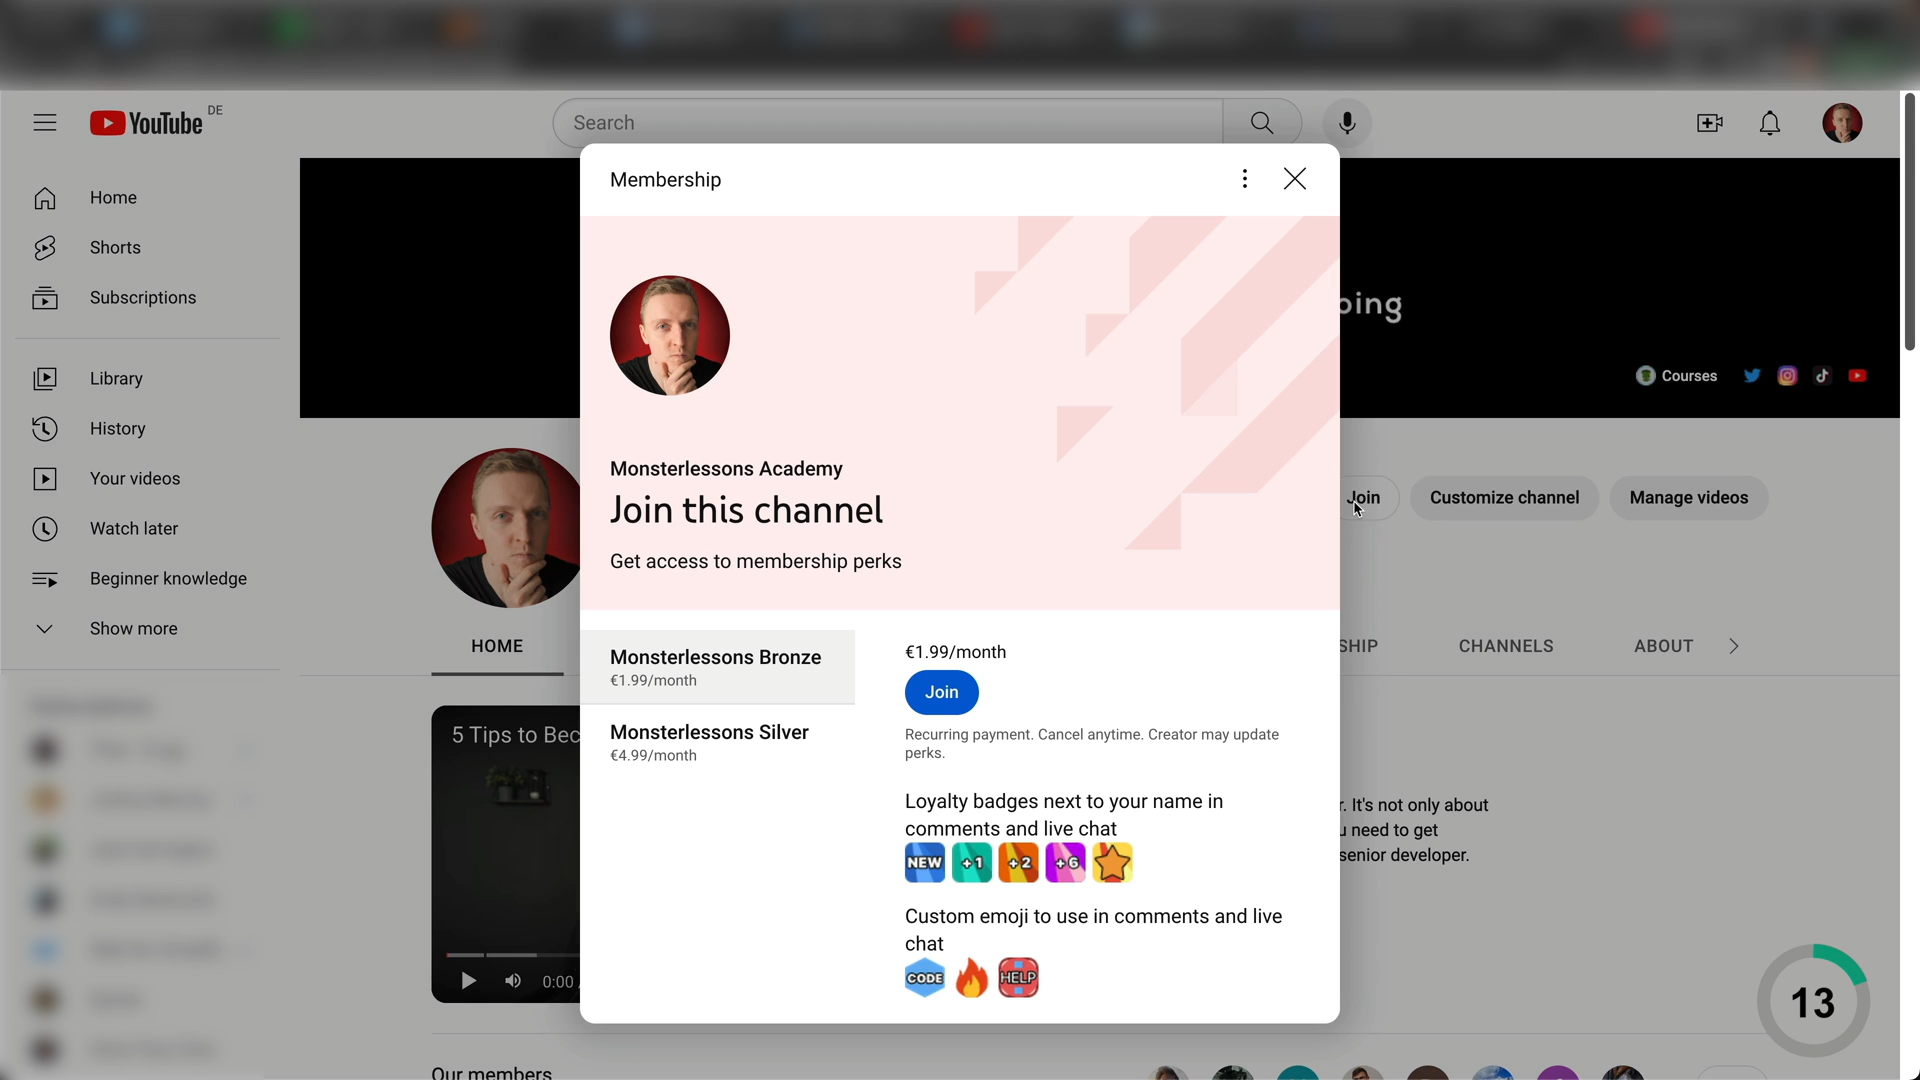 YouTube DE
Search
Home
Shorts
Subscriptions
Library
History
Your videos
Watch later
Beginner knowledge
Show more
ping
Courses
Join
Customize channel
Manage videos
HOME
SHIP
CHANNELS
ABOUT
5 Tips to Bec
0:00
r. It's not only about
u need to get
senior developer.
Our members
Membership
Monsterlessons Academy
Join this channel
Get access to membership perks
Monsterlessons Bronze
€1.99/month
Monsterlessons Silver
€4.99/month
€1.99/month
Join
Recurring payment. Cancel anytime. Creator may update
perks.
Loyalty badges next to your name in
comments and live chat
NEW +1 +2 +6
Custom emoji to use in comments and live
chat
CODE HELP
13